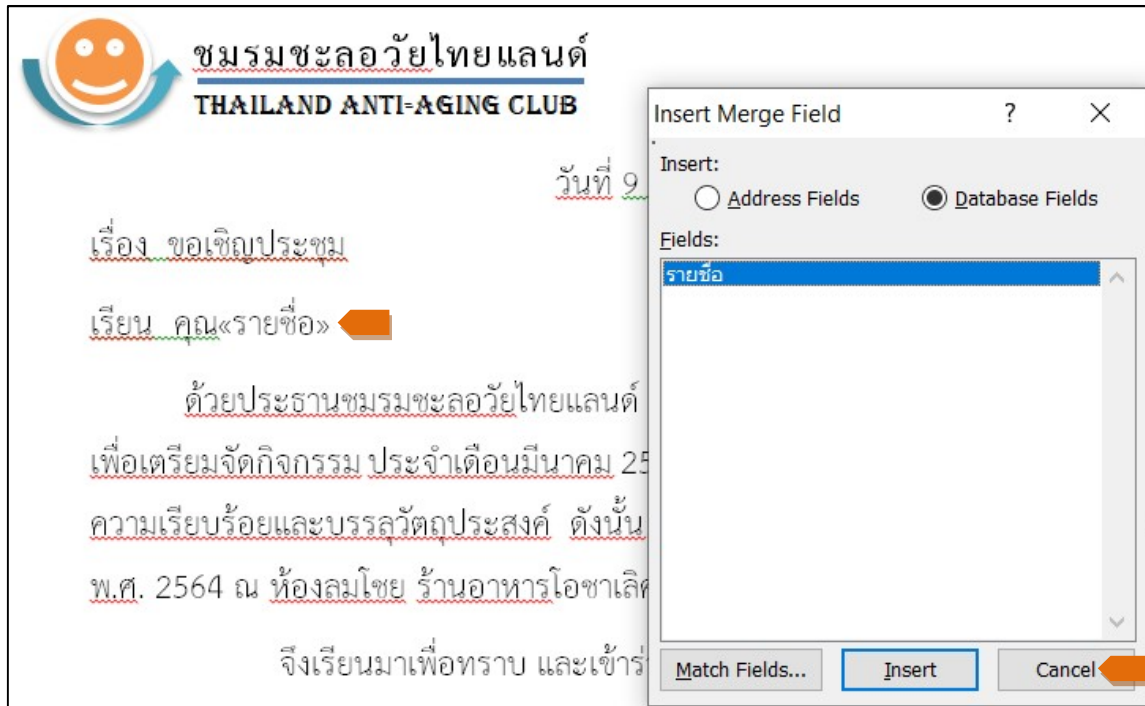 ชมรมชะลอวัยไทยแลนด์
THAILAND ANTI-AGING CLUB
วันที่ 9
เรื่อง ขอเชิญประชุม
เรียน คุณ«รายชื่อ»
ด้วยประธานชมรมชะลอวัยไทยแลนด์
เพื่อเตรียมจัดกิจกรรม ประจำเดือนมีนาคม 25
ความเรียบร้อยและบรรลุวัตถุประสงค์ ดังนั้น
พ.ศ. 2564 ณ ห้องลมโชย ร้านอาหารโอชาเลิศ
จึงเรียนมาเพื่อทราบ และเข้าร่
Insert Merge Field ?
Insert:
Address Fields Database Fields
Fields:
รายชื่อ
Match Fields... Insert Cancel